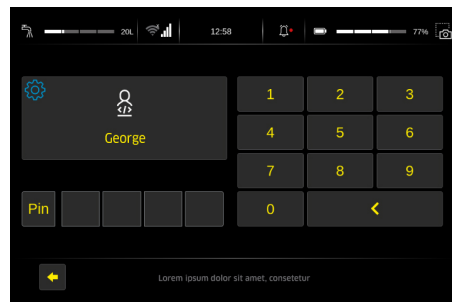 20L 12:58 77%
</>
George
1 2 3
4 5 6
7 8 9
Pin 0
Lorem ipsum dolor sit amet, consetetur